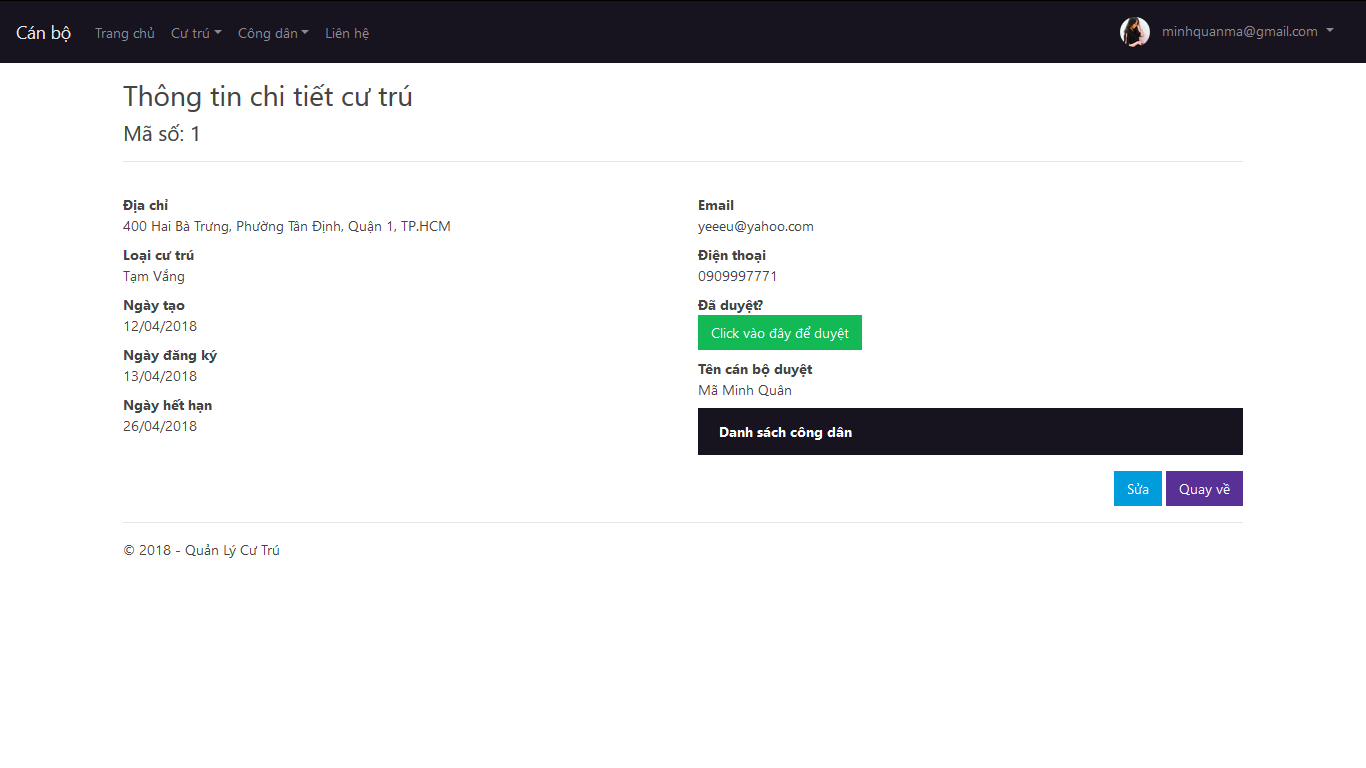 Cán bộ Trang chủ Cư trú Công dân Liên hệ minhquanma@gmail.com
Thông tin chi tiết cư trú
Mã số: 1
Địa chỉ
400 Hai Bà Trưng, Phường Tân Định, Quận 1, TP.HCM
Loại cư trú
Tạm Vắng
Ngày tạo
12/04/2018
Ngày đăng ký
13/04/2018
Ngày hết hạn
26/04/2018
Email
yeeeu@yahoo.com
Điện thoại
0909997771
Đã duyệt?
Click vào đây để duyệt
Tên cán bộ duyệt
Mã Minh Quân
Danh sách công dân
Sửa Quay về
© 2018 - Quản Lý Cư Trú